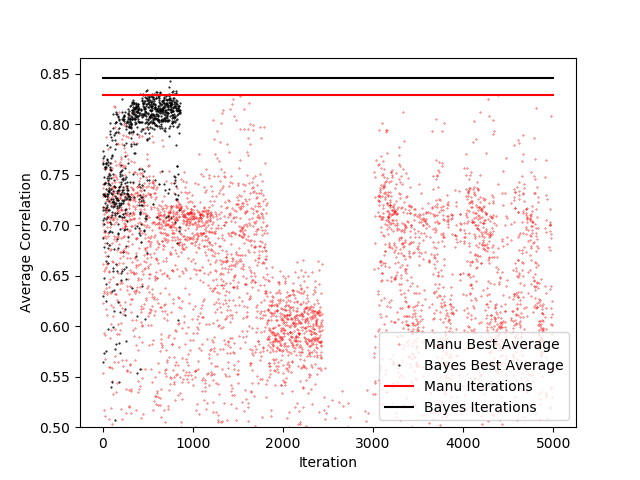 0.85
0.80
0.75
0.70
0.65
0.60
0.55
0.50
Average Correlation
0 1000 2000 3000 4000 5000
Iteration
Manu Best Average
Bayes Best Average
Manu Iterations
Bayes Iterations